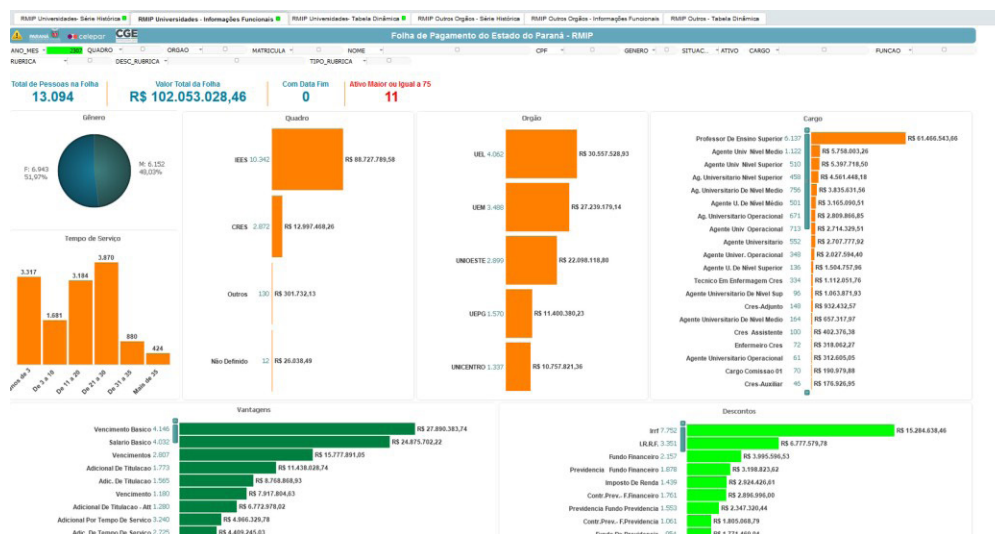 RMIP Universidades- Série Histórica RMIP Universidades - Informações Funcionais RMIP Universidades- Tabela Dinâmica RMIP Outros Orgãos - Série Histórica RMIP Outros Orgãos - Informações Funcionais RMIP Outros - Tabela Dinâmica
PARANÁ celepar CGE Folha de Pagamento do Estado do Paraná - RMIP
ANO_MES 2307 QUADRO ORGAO MATRICULA NOME CPF GENERO SITUAC.. ATIVO CARGO FUNCAO
RUBRICA DESC_RUBRICA TIPO_RUBRICA
Total de Pessoas na Folha Valor Total da Folha Com Data Fim Ativo Maior ou Igual a 75
13.094 R$ 102.053.028,46 0 11
Gênero
F: 6.943
51,97%
M: 6.152
48,03%
Tempo de Serviço
3.317
1.681
3.184
3.870
880
424
De 3 a 10
De 11 a 20
De 21 a 30
De 31 a 35
Mais de 35
Quadro
IEES 10.342 R$ 88.727.789,58
CRES 2.872 R$ 12.997.468,26
Outros 130 R$ 301.732,13
Não Definido 12 R$ 26.038,49
Orgão
UEL 4.062 R$ 30.557.528,93
UEM 3.488 R$ 27.239.179,14
UNIOESTE 2.899 R$ 22.098.118,80
UEPG 1.570 R$ 11.400.380,23
UNICENTRO 1.337 R$ 10.757.821,36
Cargo
Professor De Ensino Superior 6.137 R$ 61.466.543,66
Agente Univ Nivel Medio 1.122 R$ 5.758.003,26
Agente Univ Nivel Superior 510 R$ 5.397.718,50
Ag. Universitario Nivel Superior 458 R$ 4.561.448,18
Ag. Universitario De Nivel Medio 756 R$ 3.835.631,56
Agente U. De Nivel Médio 501 R$ 3.165.090,51
Ag. Universitario Operacional 671 R$ 2.809.866,85
Agente Univ Operacional 713 R$ 2.714.329,51
Agente Universitario 552 R$ 2.707.777,92
Agente Univer. Operacional 348 R$ 2.027.594,40
Agente U. De Nivel Superior 136 R$ 1.504.757,96
Tecnico Em Enfermagem Cres 334 R$ 1.112.051,76
Agente Universitario De Nivel Sup 96 R$ 1.063.871,93
Cres-Adjunto 148 R$ 932.432,57
Agente Universitario De Nivel Medio 164 R$ 657.317,97
Cres Assistente 100 R$ 402.376,38
Enfermeiro Cres 72 R$ 318.062,27
Agente Universitario Operacional 61 R$ 312.605,05
Cargo Comissao 01 70 R$ 190.979,88
Cres-Auxiliar 46 R$ 176.926,95
Vantagens
Vencimento Basico 4.146 R$ 27.890.383,74
Salario Basico 4.032 R$ 24.875.702,22
Vencimentos 2.807 R$ 15.777.891,05
Adicional De Titulacao 1.773 R$ 11.438.028,74
Adic. De Titulacao 1.585 R$ 8.768.868,93
Vencimento 1.180 R$ 7.917.804,63
Adicional De Titulacao - Att 1.280 R$ 6.772.978,02
Adicional Por Tempo De Servico 3.240 R$ 4.966.329,78
Adic. De Tempo De Servico 2.725 R$ 4.409.245,03
Descontos
Irrf 7.752 R$ 15.284.638,46
I.R.R.F. 3.351 R$ 6.777.579,78
Fundo Financeiro 2.157 R$ 3.995.596,53
Previdencia Fundo Financeiro 1.878 R$ 3.198.823,62
Imposto De Renda 1.439 R$ 2.924.426,61
Contr.Prev.- F.Financeiro 1.761 R$ 2.896.996,00
Previdencia Fundo Previdencia 1.553 R$ 2.347.320,44
Contr.Prev.- F.Previdencia 1.061 R$ 1.805.068,79